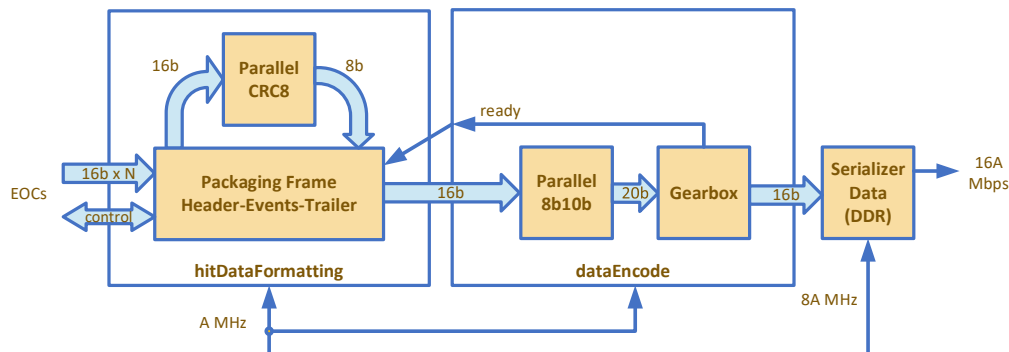 16b
Parallel
CRC8
8b
ready
16b x N
EOCs
control
Packaging Frame
Header-Events-Trailer
16b
Parallel
8b10b
20b
Gearbox
16b
Serializer
Data
(DDR)
16A
Mbps
hitDataFormatting
dataEncode
A MHz
8A MHz